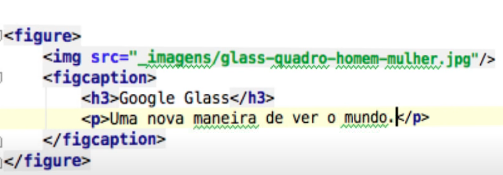 <figure>
<img src="_imagens/glass-quadro-homem-mulher.jpg"/>
<figcaption>
<h3>Google Glass</h3>
<p>Uma nova maneira de ver o mundo.</p>
</figcaption>
</figure>